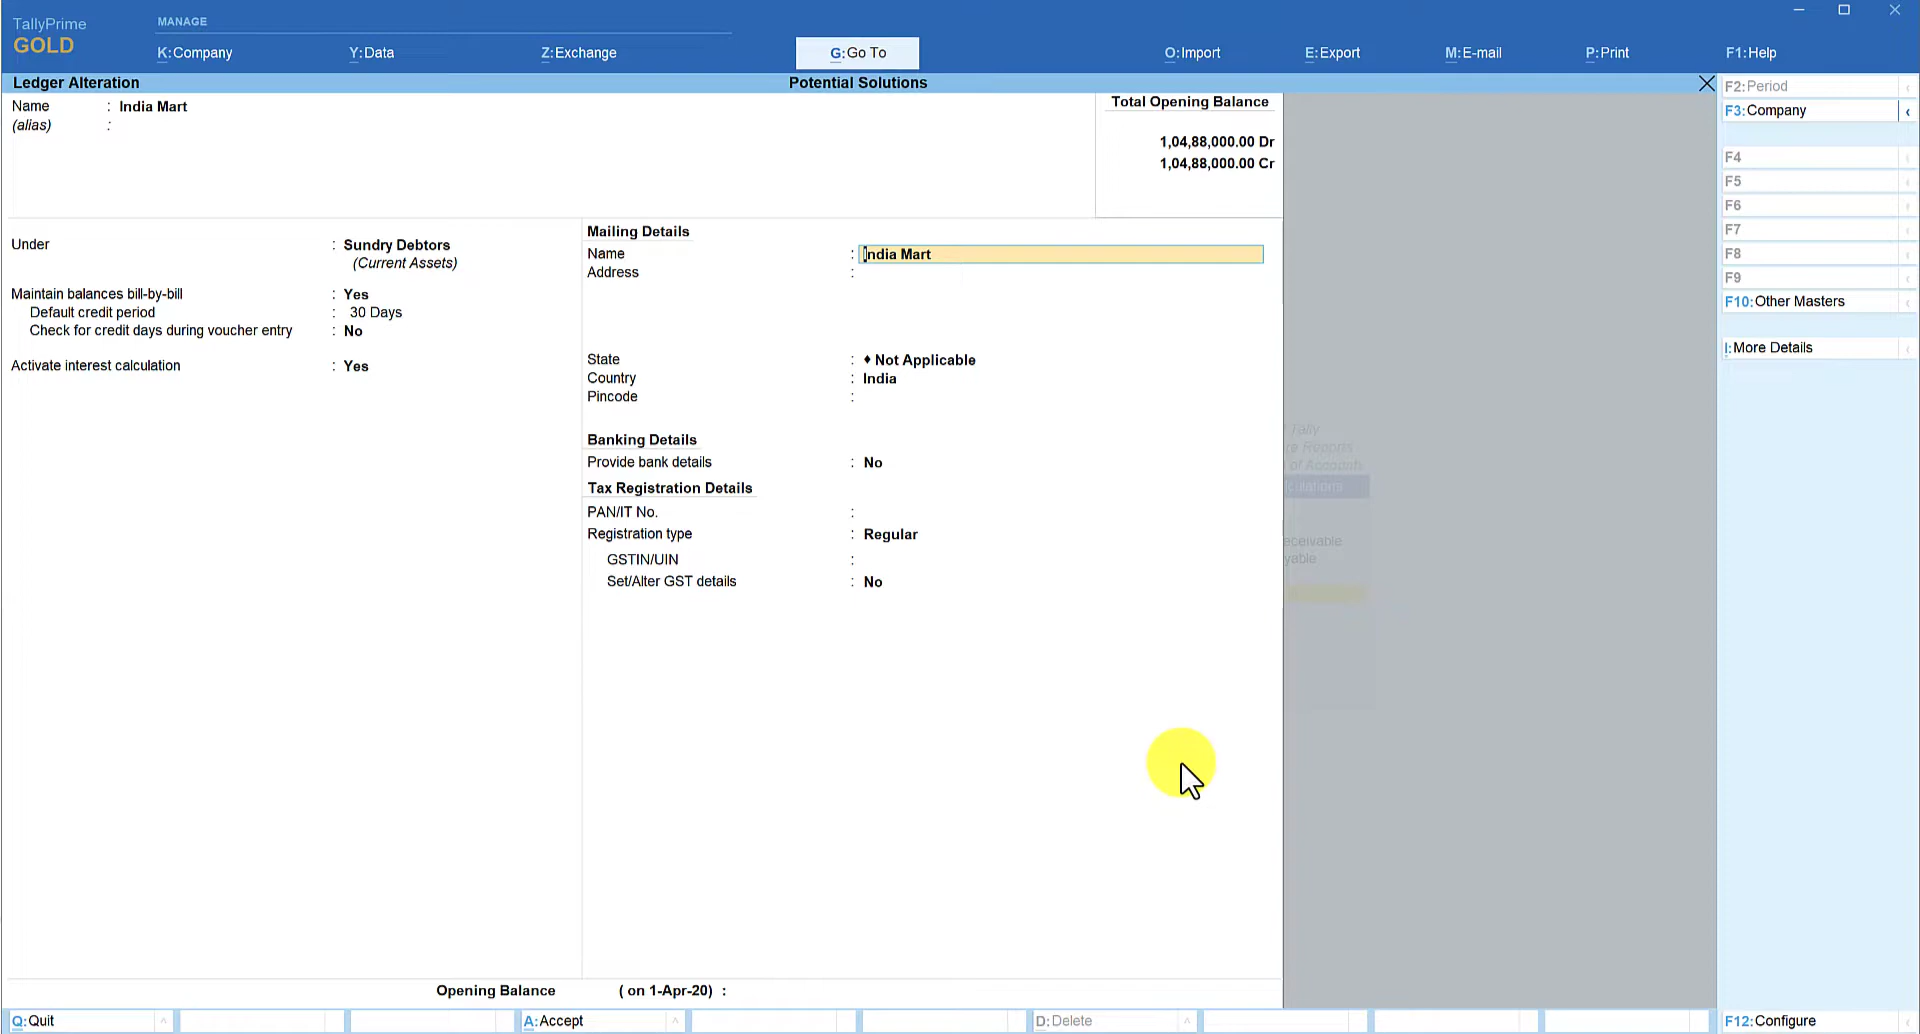 TallyPrime
GOLD
MANAGE
K:Company
Y:Data
Z:Exchange
G:Go To
O:Import
E:Export
M:E-mail
P:Print
F1:Help
Ledger Alteration
Potential Solutions
Name : India Mart
(alias) :
Total Opening Balance
1,04,88,000.00 Dr
1,04,88,000.00 Cr
Under : Sundry Debtors
(Current Assets)
Maintain balances bill-by-bill : Yes
Default credit period : 30 Days
Check for credit days during voucher entry : No
Activate interest calculation : Yes
Mailing Details
Name : India Mart
Address :
State : ♦ Not Applicable
Country : India
Pincode :
Banking Details
Provide bank details : No
Tax Registration Details
PAN/IT No. :
Registration type : Regular
GSTIN/UIN :
Set/Alter GST details : No
Opening Balance ( on 1-Apr-20) :
Tally
Reports
of Accounts
F2:Period
F3:Company
F4
F5
F6
F7
F8
F9
F10:Other Masters
I:More Details
Q:Quit
A:Accept
D:Delete
F12:Configure